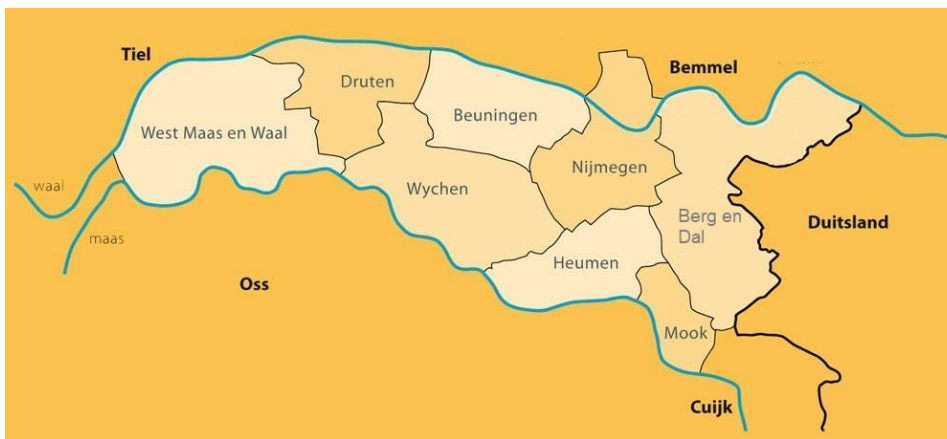 Tiel
Bemmel
Druten
Beuningen
West Maas en Waal
Nijmegen
waal
Wychen
Berg en
Dal
Duitsland
maas
Heumen
Oss
Mook
Cuijk